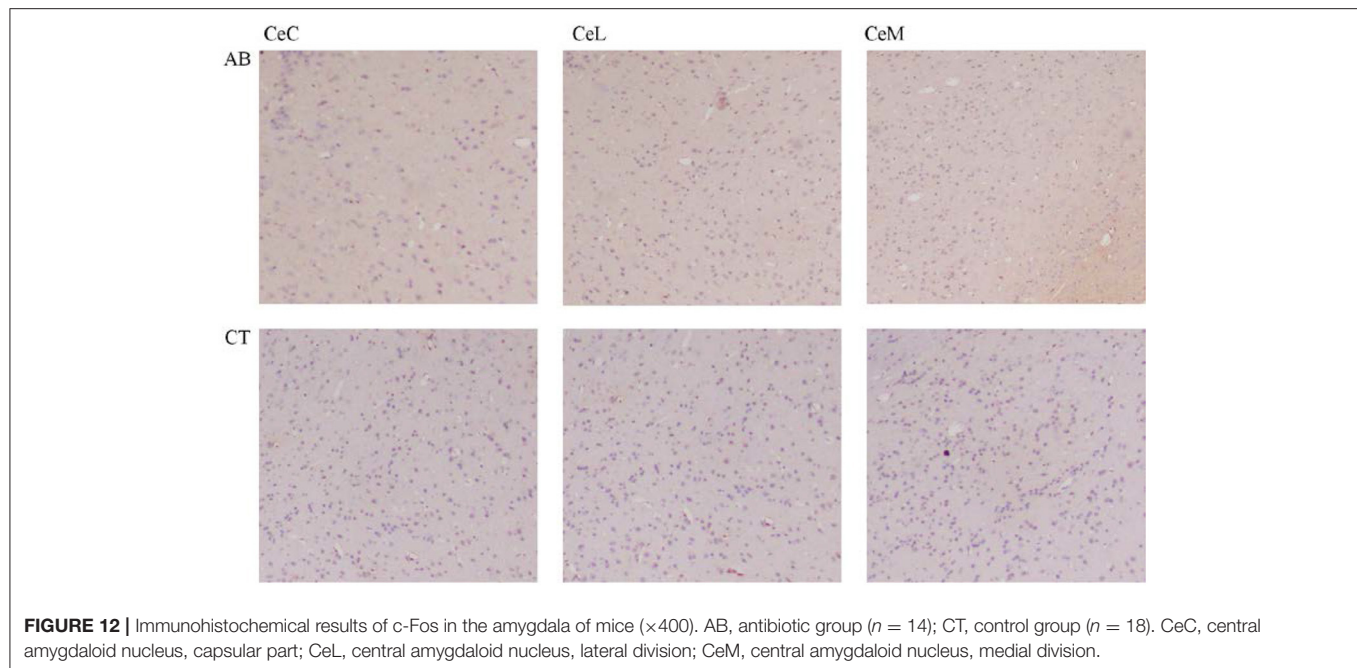 CeC CeL CeM
AB
CT
FIGURE 12 | Immunohistochemical results of c-Fos in the amygdala of mice (×400). AB, antibiotic group (n = 14); CT, control group (n = 18). CeC, central
amygdaloid nucleus, capsular part; CeL, central amygdaloid nucleus, lateral division; CeM, central amygdaloid nucleus, medial division.